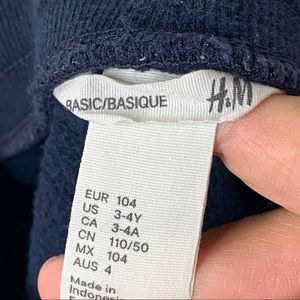 BASIC/BASIQUE
H&M
EUR 104
US 3-4Y
CA 3-4A
CN 110/50
MX 104
AUS 4
Made in
Indonesia